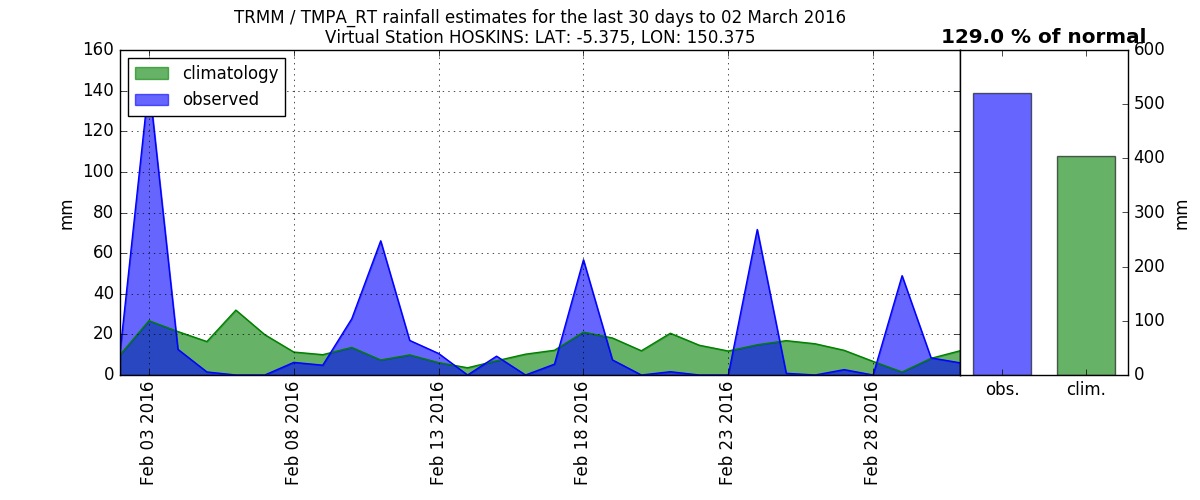 TRMM / TMPA_RT rainfall estimates for the last 30 days to 02 March 2016
Virtual Station HOSKINS: LAT: -5.375, LON: 150.375
129.0 % of normal
climatology
observed
mm
160
140
120
100
80
60
40
20
0
Feb 03 2016
Feb 08 2016
Feb 13 2016
Feb 18 2016
Feb 23 2016
Feb 28 2016
600
500
400
300
200
100
0
mm
obs.
clim.